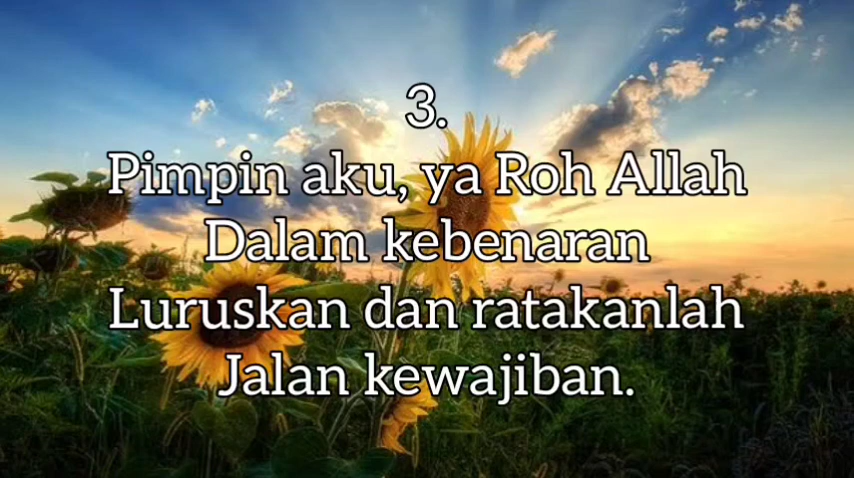 3.
Pimpin aku, ya Roh Allah
Dalam kebenaran
Luruskan dan ratakanlah
Jalan kewajiban.